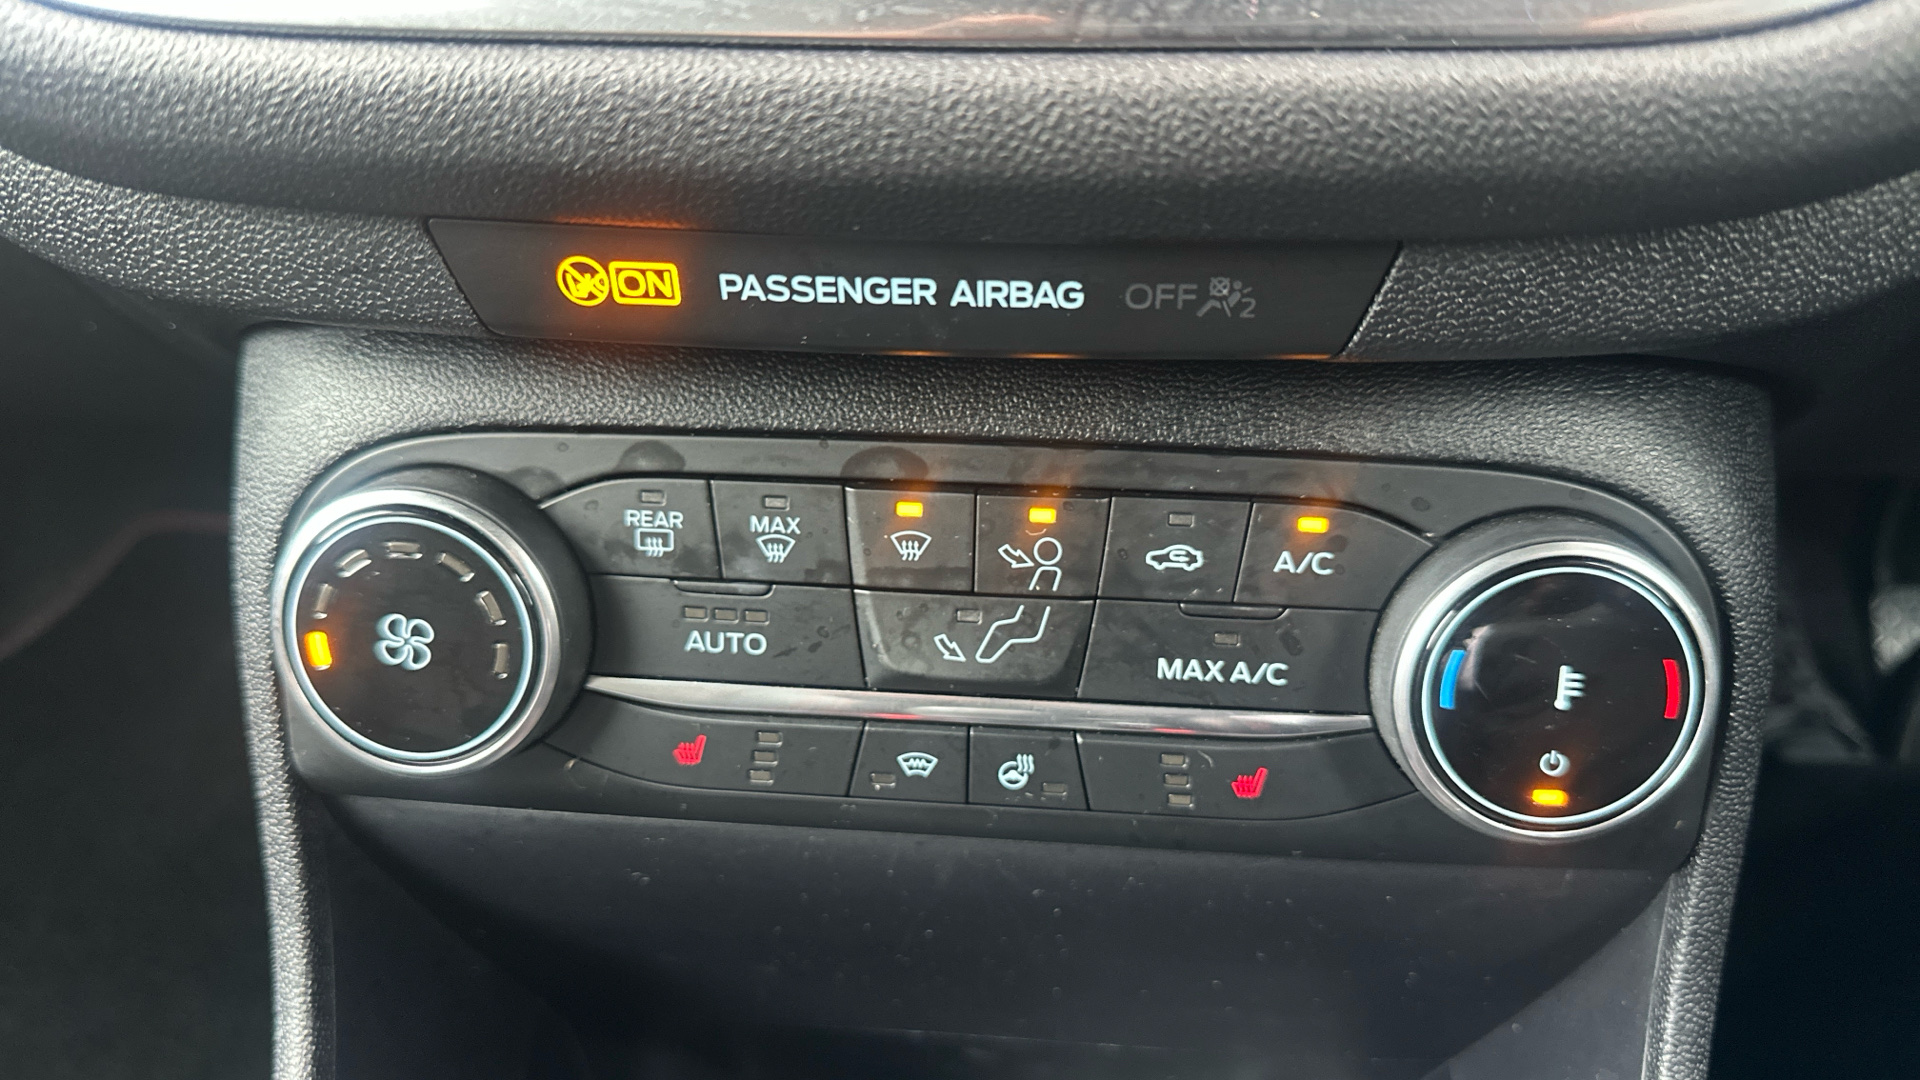 ON PASSENGER AIRBAG OFF 2
REAR MAX A/C
AUTO MAX A/C